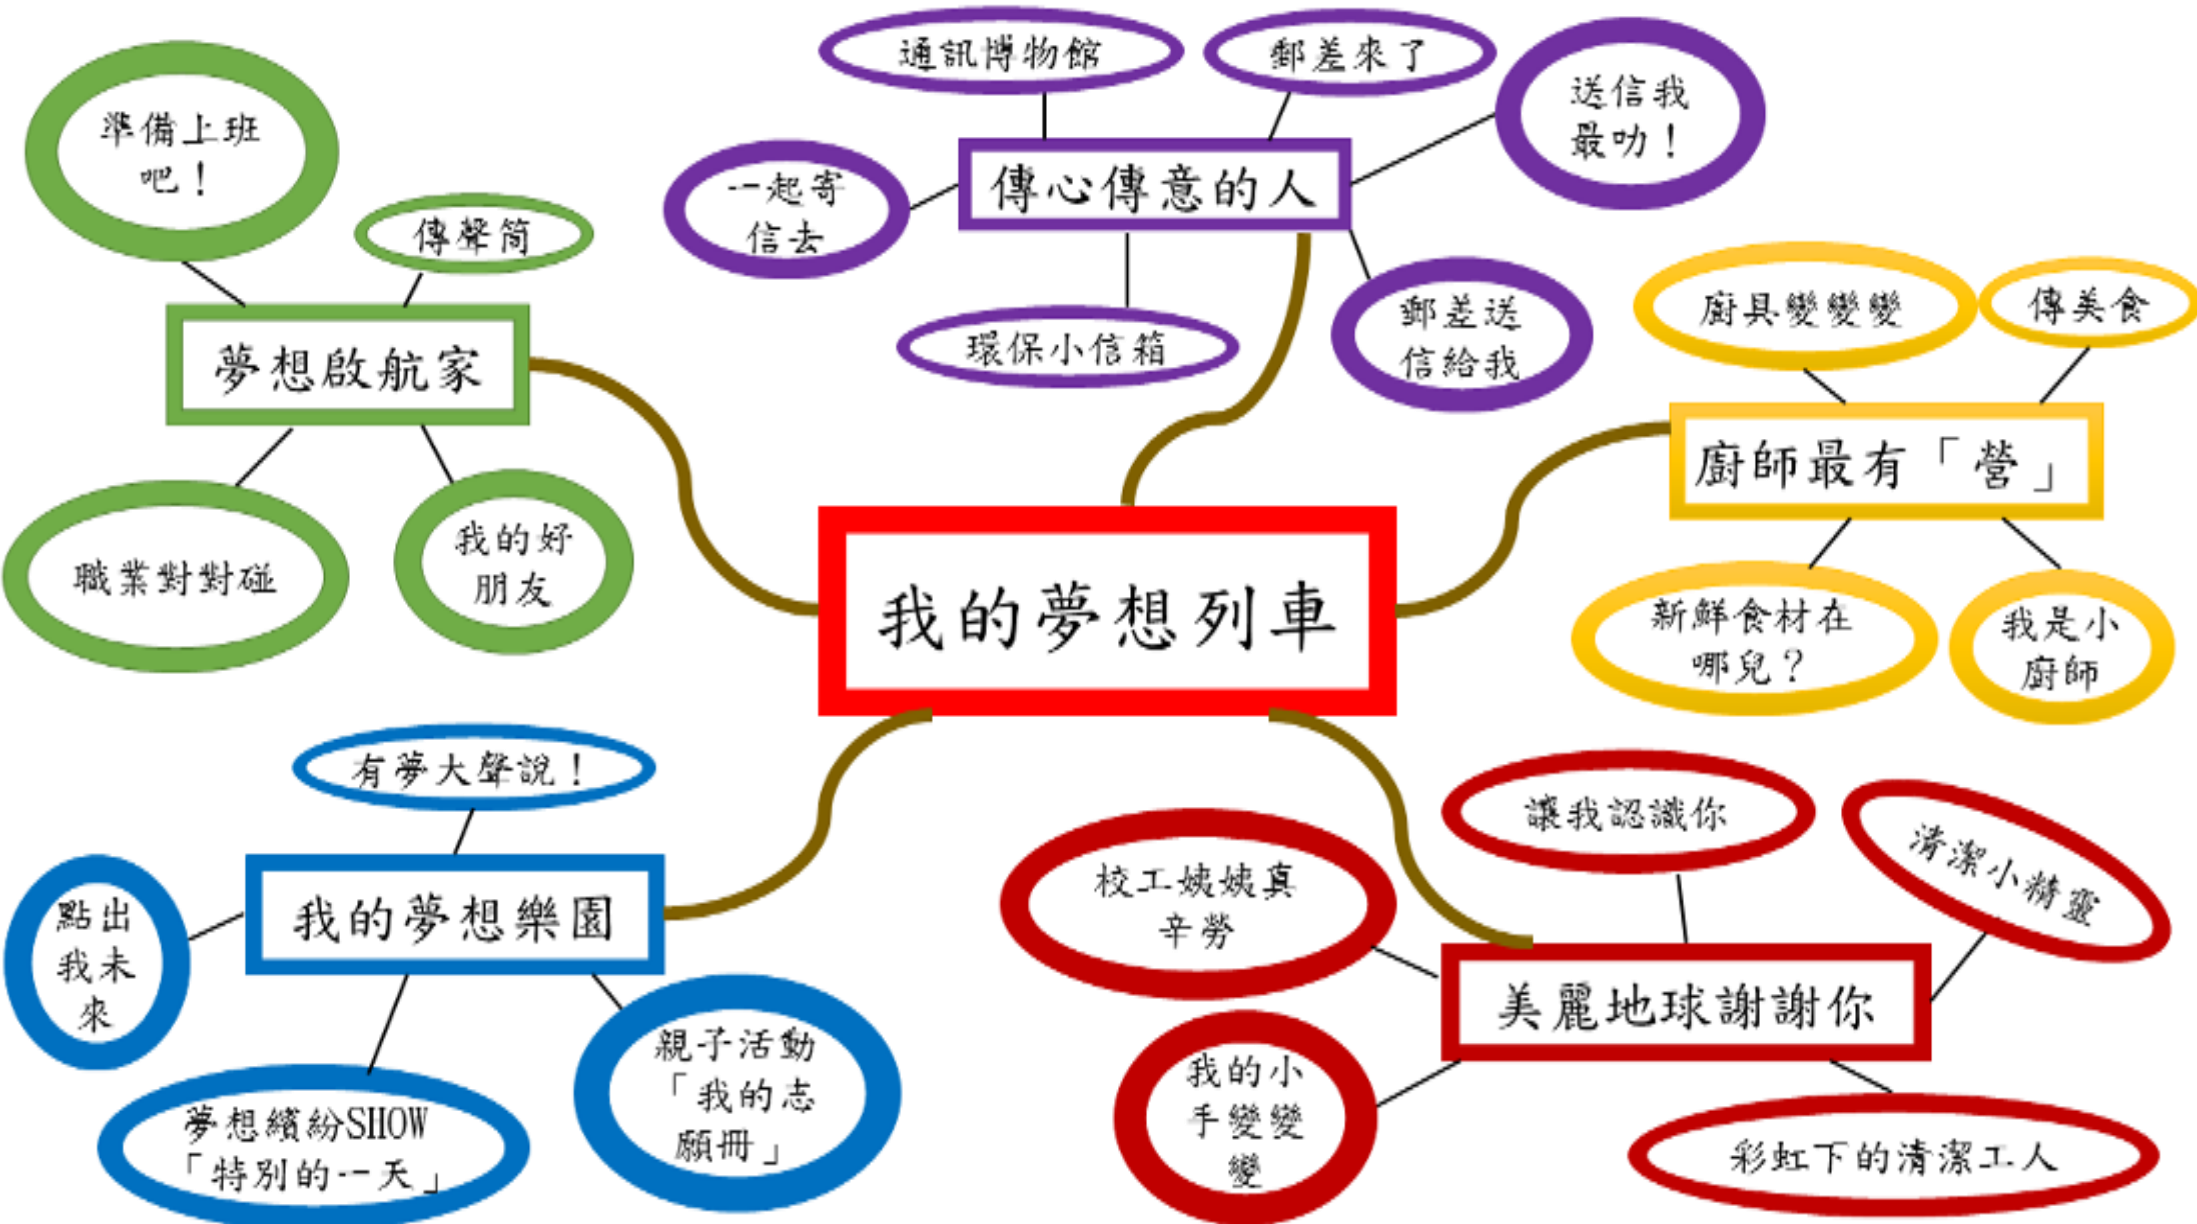 我的夢想列車
夢想啟航家
準備上班
吧！
傳聲筒
職業對對碰
我的好
朋友
傳心傳意的人
通訊博物館
郵差來了
送信我
最叻！
一起寄
信去
環保小信箱
郵差送
信給我
廚師最有「營」
廚具變變變
傳美食
新鮮食材在
哪兒？
我是小
廚師
我的夢想樂園
有夢大聲說！
點出
我未
來
夢想繽紛SHOW
「特別的一天」
親子活動
「我的志
願冊」
美麗地球謝謝你
校工姨姨真
辛勞
讓我認識你
清潔小精靈
我的小
手變變
變
彩虹下的清潔工人